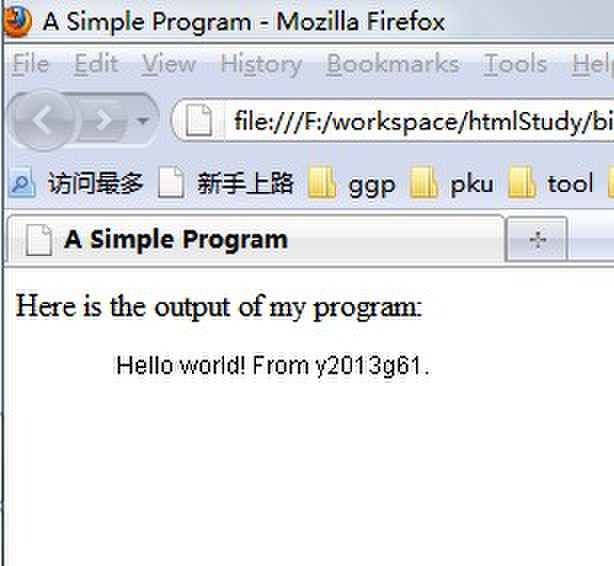 A Simple Program - Mozilla Firefox
File Edit View History Bookmarks Tools
file:///F:/workspace/htmlStudy/bi
访问最多 新手上路 ggp pku tool
A Simple Program
Here is the output of my program:
Hello world! From y2013g61.